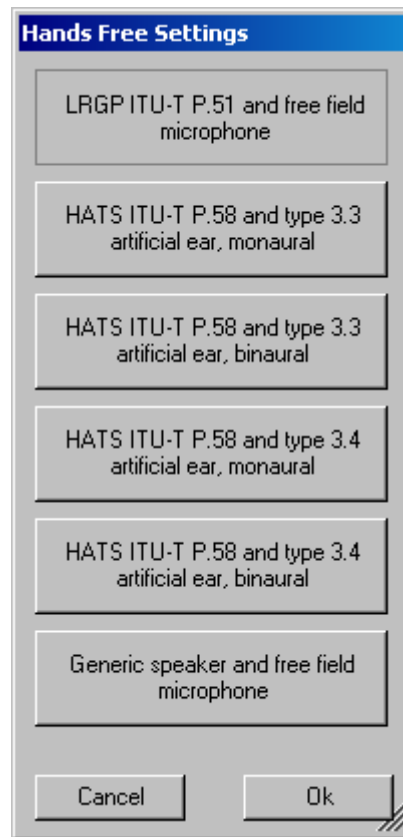 Hands Free Settings
LRGP ITU-T P.51 and free field
microphone
HATS ITU-T P.58 and type 3.3
artificial ear, monaural
HATS ITU-T P.58 and type 3.3
artificial ear, binaural
HATS ITU-T P.58 and type 3.4
artificial ear, monaural
HATS ITU-T P.58 and type 3.4
artificial ear, binaural
Generic speaker and free field
microphone
Cancel Ok